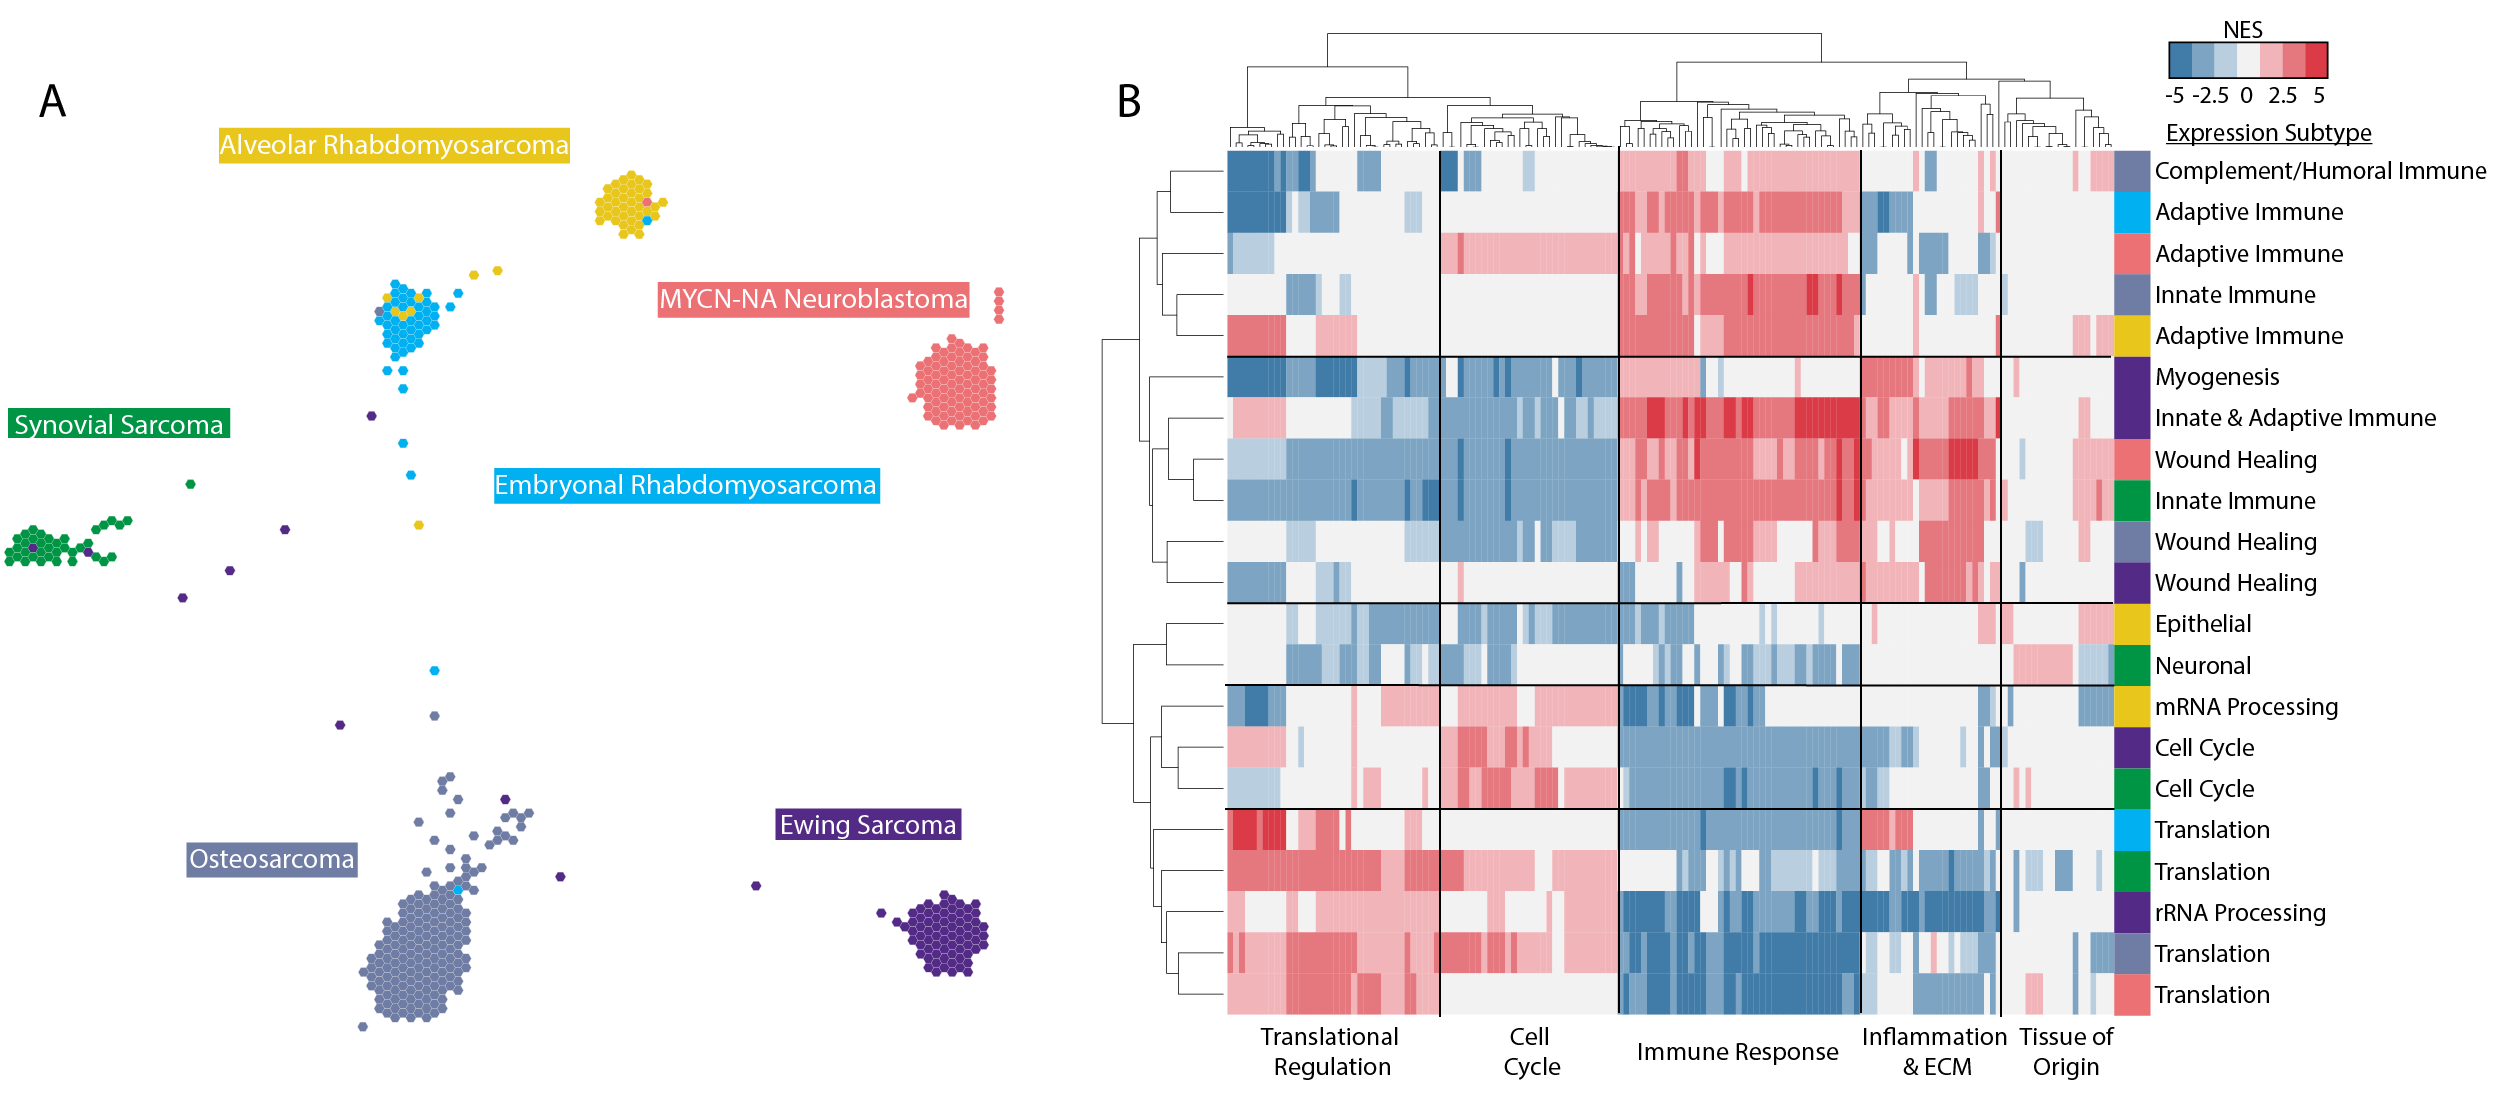 A
Alveolar Rhabdomyosarcoma
MYCN-NA Neuroblastoma
Synovial Sarcoma
Embryonal Rhabdomyosarcoma
Ewing Sarcoma
Osteosarcoma
B
NES
-5 -2.5 0 2.5 5
Expression Subtype
Complement/Humoral Immune
Adaptive Immune
Adaptive Immune
Innate Immune
Adaptive Immune
Myogenesis
Innate & Adaptive Immune
Wound Healing
Innate Immune
Wound Healing
Wound Healing
Epithelial
Neuronal
mRNA Processing
Cell Cycle
Cell Cycle
Translation
Translation
rRNA Processing
Translation
Translation
Translational
Regulation
Cell
Cycle
Immune Response
Inflammation
& ECM
Tissue of
Origin